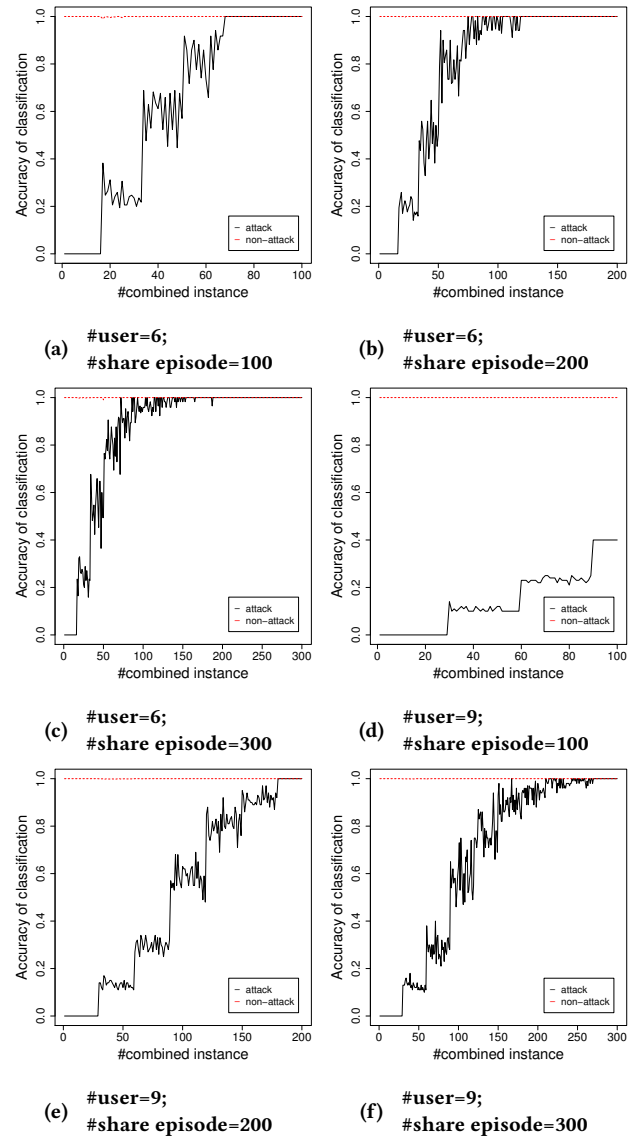 Accuracy of classification
1.0
0.8
0.6
0.4
0.2
0.0
attack
non−attack
0 20 40 60 80 100
#combined instance
(a) #user=6;
#share episode=100
Accuracy of classification
1.0
0.8
0.6
0.4
0.2
0.0
attack
non−attack
0 50 100 150 200
#combined instance
(b) #user=6;
#share episode=200
Accuracy of classification
1.0
0.8
0.6
0.4
0.2
0.0
attack
non−attack
0 50 100 150 200 250 300
#combined instance
(c) #user=6;
#share episode=300
Accuracy of classification
1.0
0.8
0.6
0.4
0.2
0.0
attack
non−attack
0 20 40 60 80 100
#combined instance
(d) #user=9;
#share episode=100
Accuracy of classification
1.0
0.8
0.6
0.4
0.2
0.0
attack
non−attack
0 50 100 150 200
#combined instance
(e) #user=9;
#share episode=200
Accuracy of classification
1.0
0.8
0.6
0.4
0.2
0.0
attack
non−attack
0 50 100 150 200 250 300
#combined instance
(f) #user=9;
#share episode=300